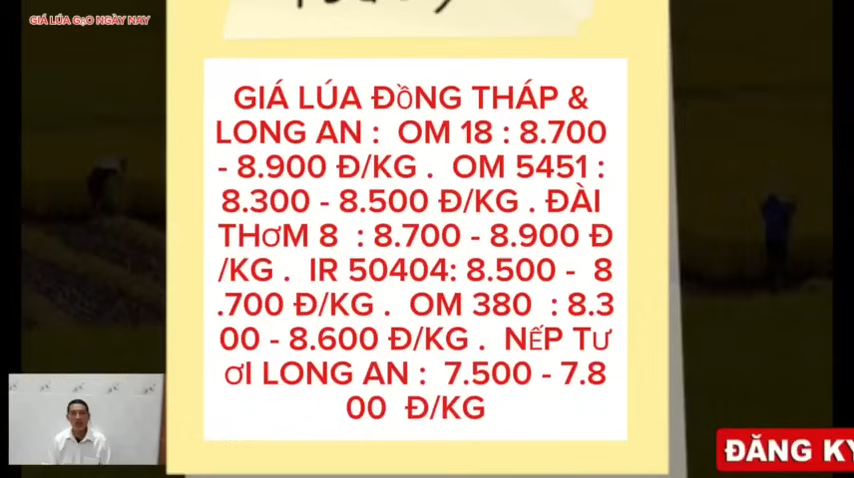 GIÁ LÚA GẠO NGÀY NAY
GIÁ LÚA ĐỒNG THÁP &
LONG AN : OM 18 : 8.700
- 8.900 Đ/KG . OM 5451 :
8.300 - 8.500 Đ/KG . ĐÀI
THƠM 8 : 8.700 - 8.900 Đ
/KG . IR 50404: 8.500 - 8
.700 Đ/KG . OM 380 : 8.3
00 - 8.600 Đ/KG . NẾP TƯ
ƠI LONG AN : 7.500 - 7.8
00 Đ/KG
ĐĂNG KÝ